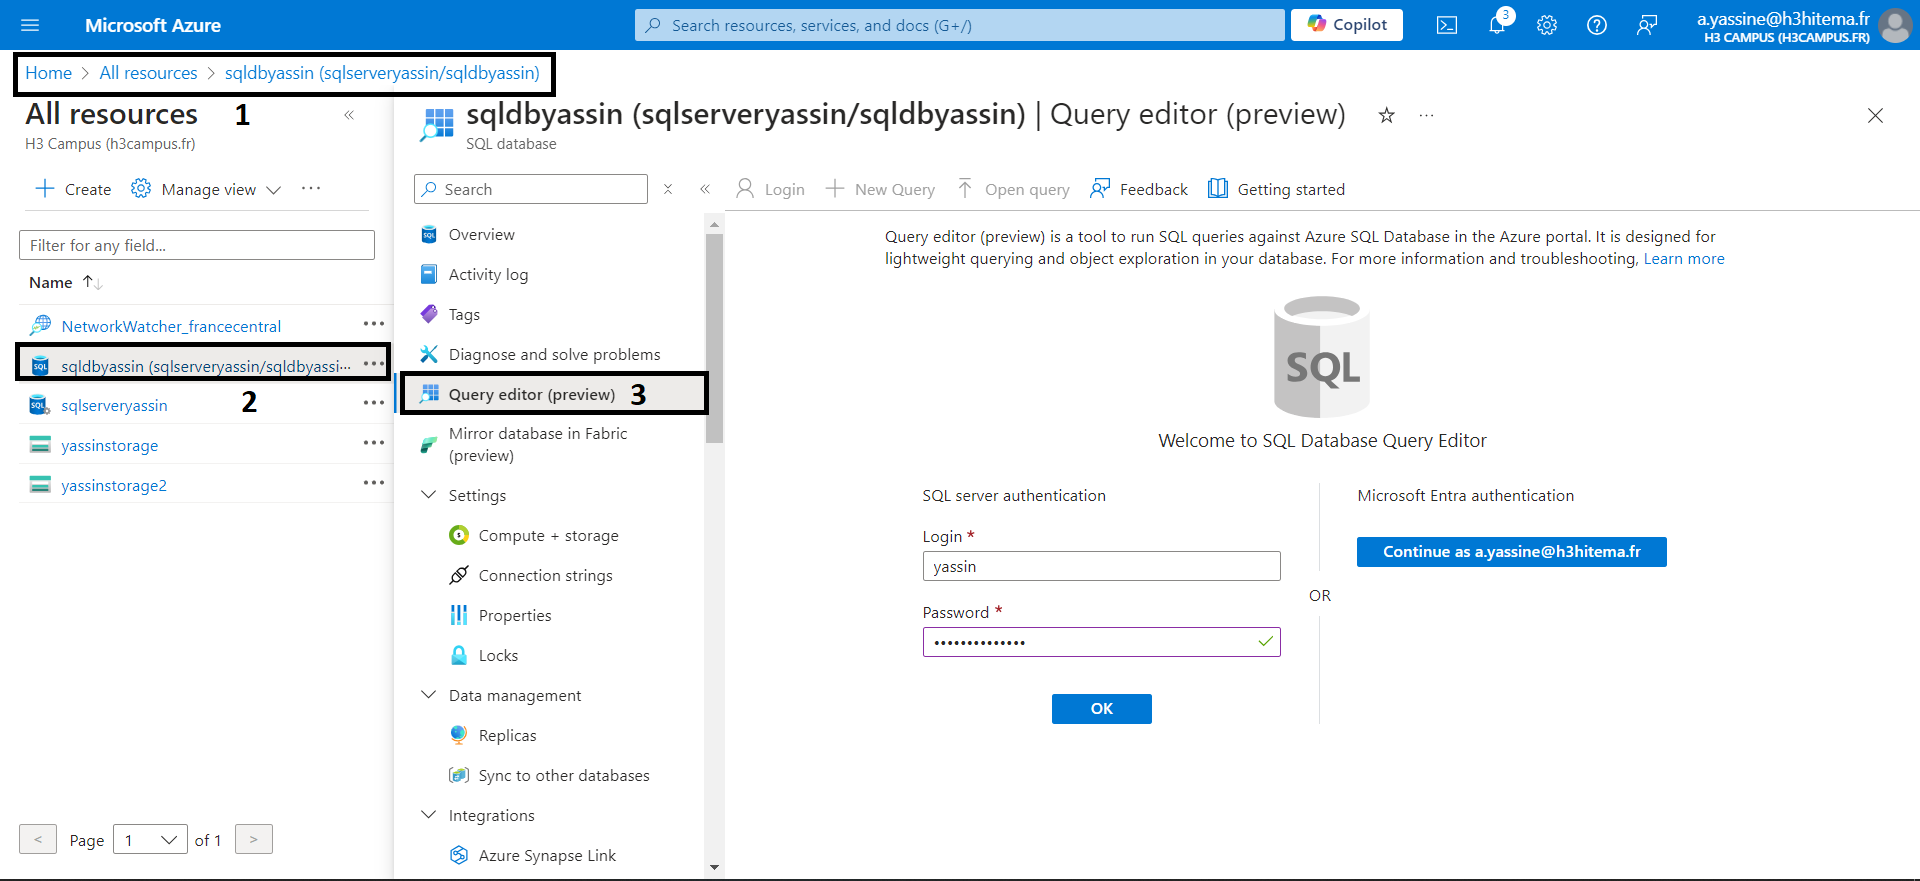 Microsoft Azure
Search resources, services, and docs (G+/)
Copilot
3
a.yassine@h3hitema.fr
H3 CAMPUS (H3CAMPUS.FR)
Home > All resources > sqldbyassin (sqlserveryassin/sqldbyassin)
All resources 1 «
H3 Campus (h3campus.fr)
Create
Manage view
...
Filter for any field...
Name ↑↓
NetworkWatcher_francecentral ...
sqldbyassin (sqlserveryassin/sqldbyassi... ...
SQL
sqlserveryassin 2 ...
SQL
yassinstorage ...
yassinstorage2 ...
< Page 1 of 1 >
sqldbyassin (sqlserveryassin/sqldbyassin) | Query editor (preview) ...
SQL database
Search
«
SQL
Overview
Activity log
Tags
Diagnose and solve problems
Query editor (preview) 3
Mirror database in Fabric
(preview)
Settings
Compute + storage
Connection strings
Properties
Locks
Data management
Replicas
Sync to other databases
Integrations
Azure Synapse Link
Login
New Query
Open query
Feedback
Getting started
Query editor (preview) is a tool to run SQL queries against Azure SQL Database in the Azure portal. It is designed for
lightweight querying and object exploration in your database. For more information and troubleshooting, Learn more
SQL
Welcome to SQL Database Query Editor
SQL server authentication
Login *
yassin
Password *
••••••••••••••
OK
OR
Microsoft Entra authentication
Continue as a.yassine@h3hitema.fr